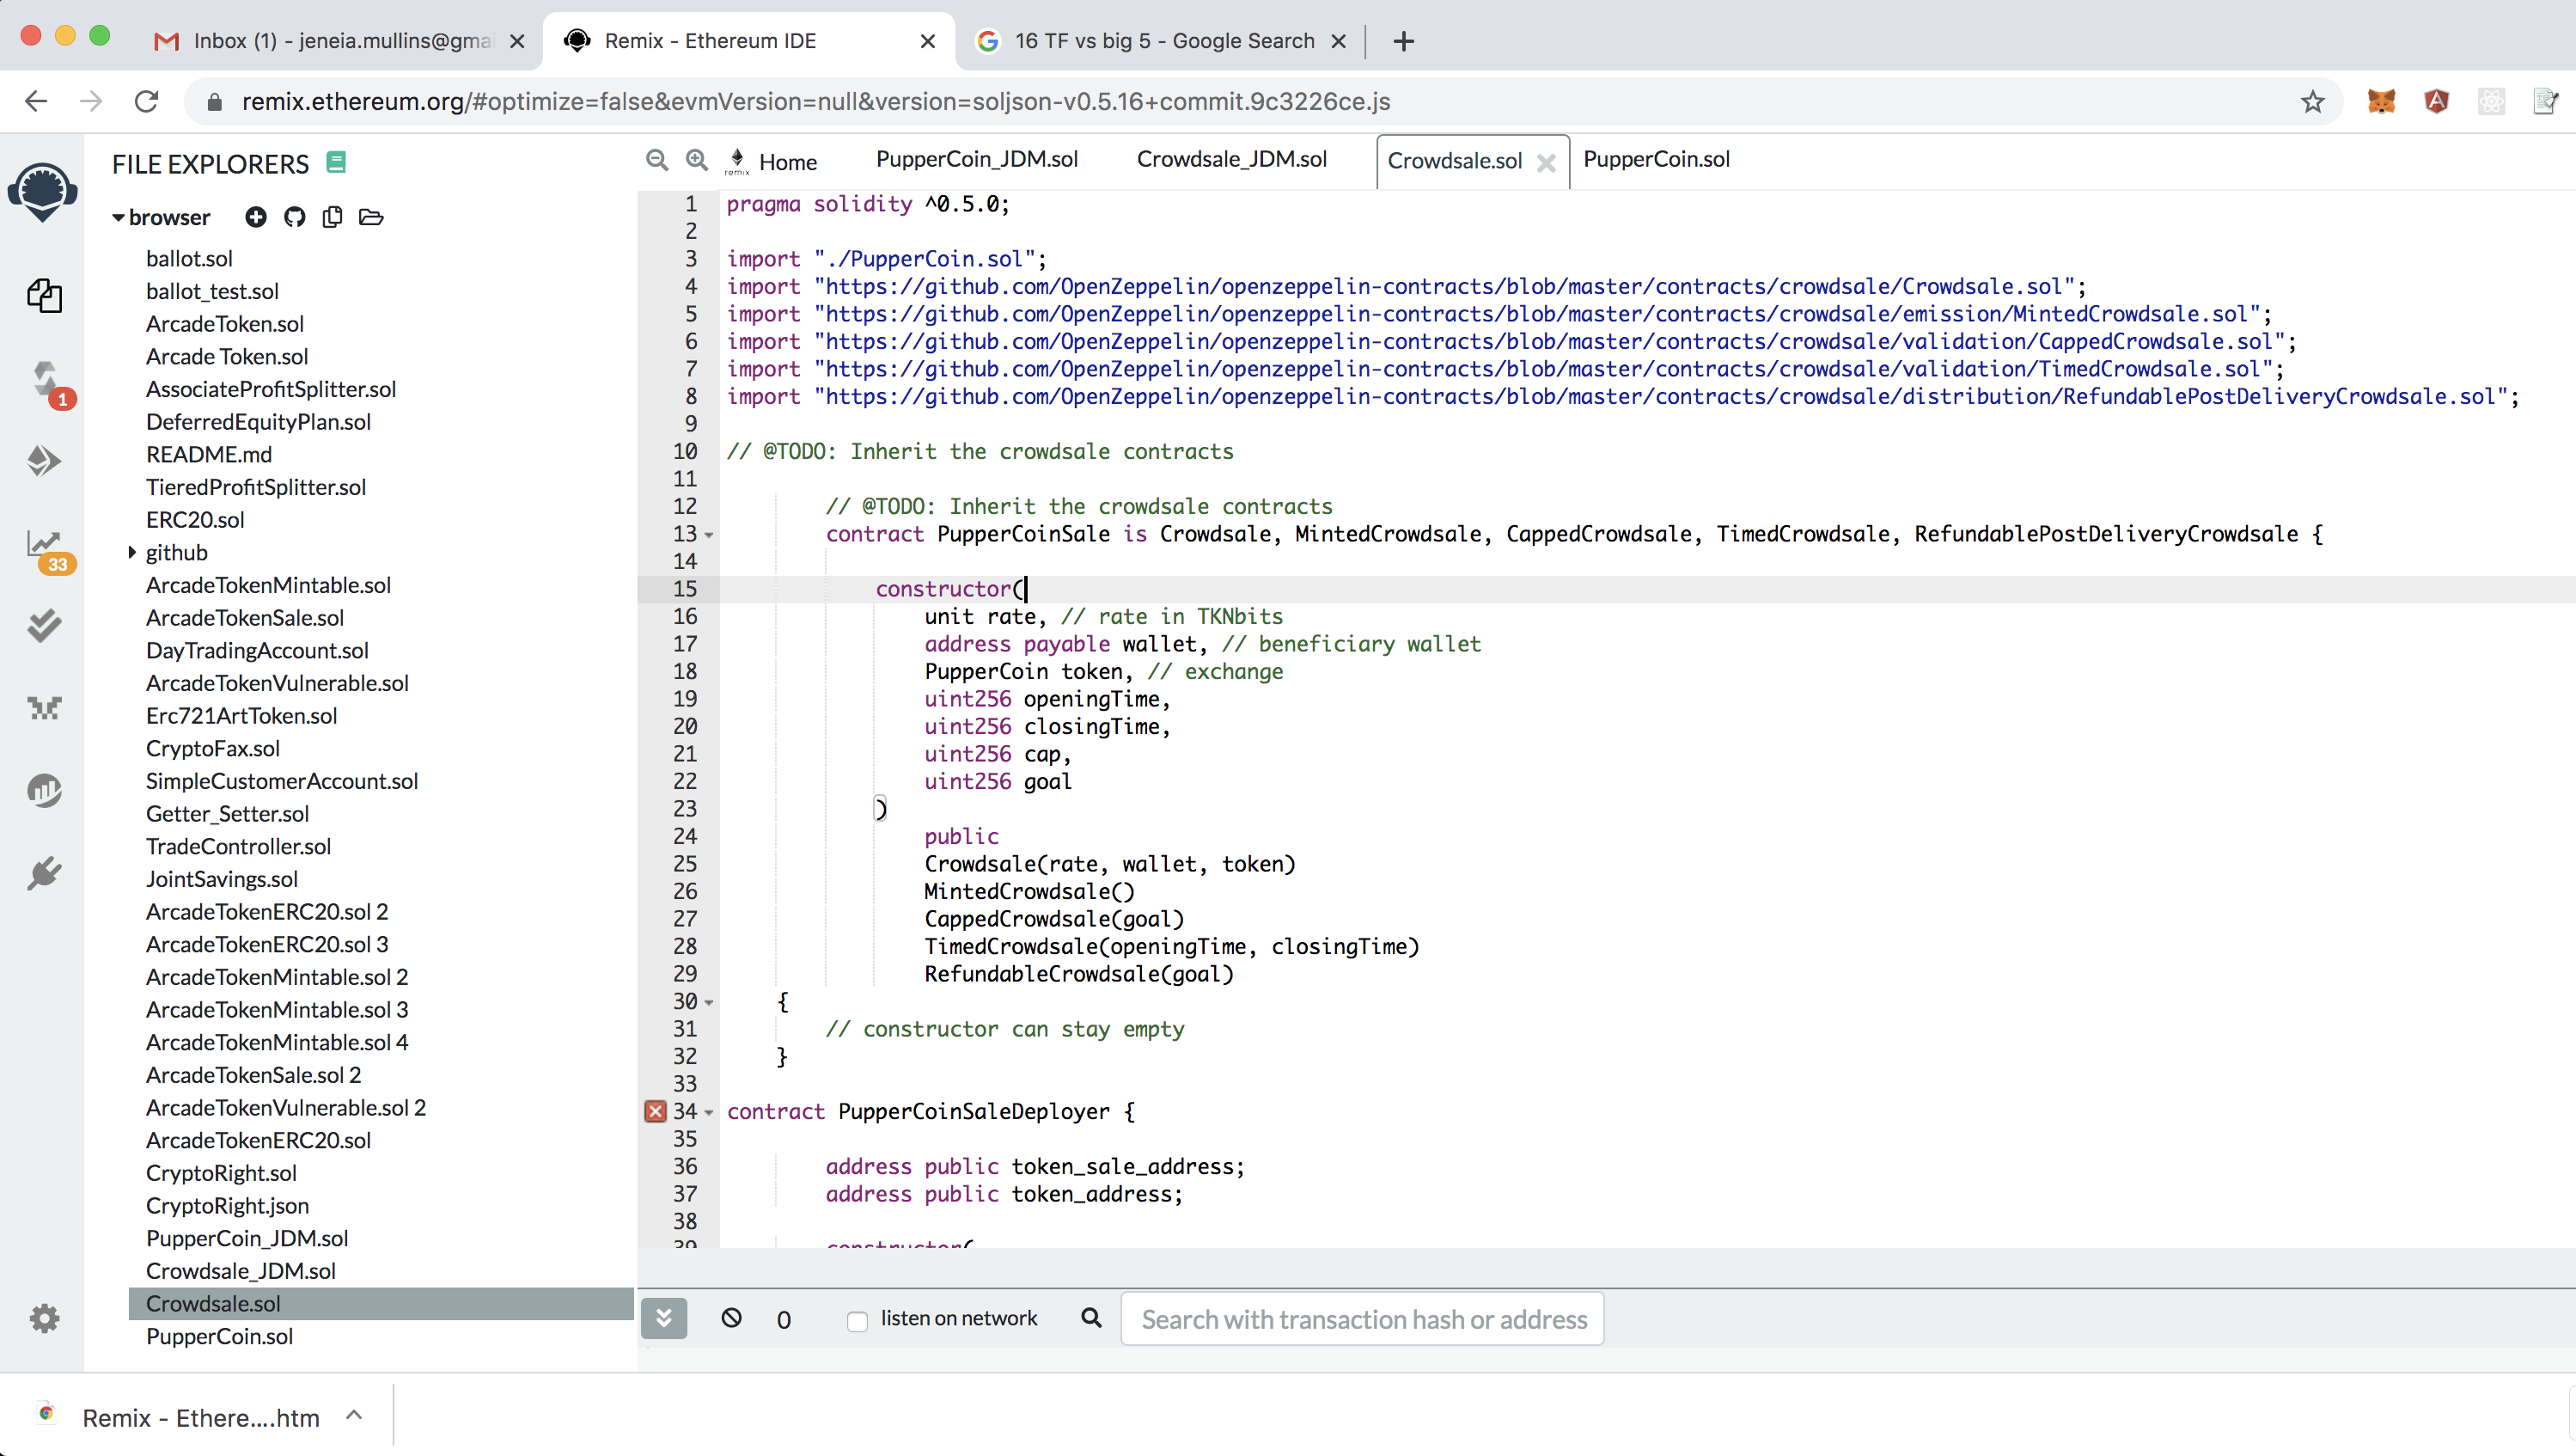 Inbox (1) - jeneia.mullins@gma
Remix - Ethereum IDE
16 TF vs big 5 - Google Search
remix.ethereum.org/#optimize=false&evmVersion=null&version=soljson-v0.5.16+commit.9c3226ce.js
FILE EXPLORERS
browser
ballot.sol
ballot_test.sol
ArcadeToken.sol
Arcade Token.sol
AssociateProfitSplitter.sol
DeferredEquityPlan.sol
README.md
TieredProfitSplitter.sol
ERC20.sol
github
ArcadeTokenMintable.sol
ArcadeTokenSale.sol
DayTradingAccount.sol
ArcadeTokenVulnerable.sol
Erc721ArtToken.sol
CryptoFax.sol
SimpleCustomerAccount.sol
Getter_Setter.sol
TradeController.sol
JointSavings.sol
ArcadeTokenERC20.sol 2
ArcadeTokenERC20.sol 3
ArcadeTokenMintable.sol 2
ArcadeTokenMintable.sol 3
ArcadeTokenMintable.sol 4
ArcadeTokenSale.sol 2
ArcadeTokenVulnerable.sol 2
ArcadeTokenERC20.sol
CryptoRight.sol
CryptoRight.json
PupperCoin_JDM.sol
Crowdsale_JDM.sol
Crowdsale.sol
PupperCoin.sol
1
33
remix
Home
PupperCoin_JDM.sol
Crowdsale_JDM.sol
Crowdsale.sol
PupperCoin.sol
1 pragma solidity ^0.5.0;
2
3 import "./PupperCoin.sol";
4 import "https://github.com/OpenZeppelin/openzeppelin-contracts/blob/master/contracts/crowdsale/Crowdsale.sol";
5 import "https://github.com/OpenZeppelin/openzeppelin-contracts/blob/master/contracts/crowdsale/emission/MintedCrowdsale.sol";
6 import "https://github.com/OpenZeppelin/openzeppelin-contracts/blob/master/contracts/crowdsale/validation/CappedCrowdsale.sol";
7 import "https://github.com/OpenZeppelin/openzeppelin-contracts/blob/master/contracts/crowdsale/validation/TimedCrowdsale.sol";
8 import "https://github.com/OpenZeppelin/openzeppelin-contracts/blob/master/contracts/crowdsale/distribution/RefundablePostDeliveryCrowdsale.sol";
9
10 // @TODO: Inherit the crowdsale contracts
11
12 // @TODO: Inherit the crowdsale contracts
13 contract PupperCoinSale is Crowdsale, MintedCrowdsale, CappedCrowdsale, TimedCrowdsale, RefundablePostDeliveryCrowdsale {
14
15 constructor(
16 unit rate, // rate in TKNbits
17 address payable wallet, // beneficiary wallet
18 PupperCoin token, // exchange
19 uint256 openingTime,
20 uint256 closingTime,
21 uint256 cap,
22 uint256 goal
23 )
24 public
25 Crowdsale(rate, wallet, token)
26 MintedCrowdsale()
27 CappedCrowdsale(goal)
28 TimedCrowdsale(openingTime, closingTime)
29 RefundableCrowdsale(goal)
30 {
31 // constructor can stay empty
32 }
33
34 contract PupperCoinSaleDeployer {
35
36 address public token_sale_address;
37 address public token_address;
38
39 constructor(
0
listen on network
Search with transaction hash or address
Remix - Ethere....htm